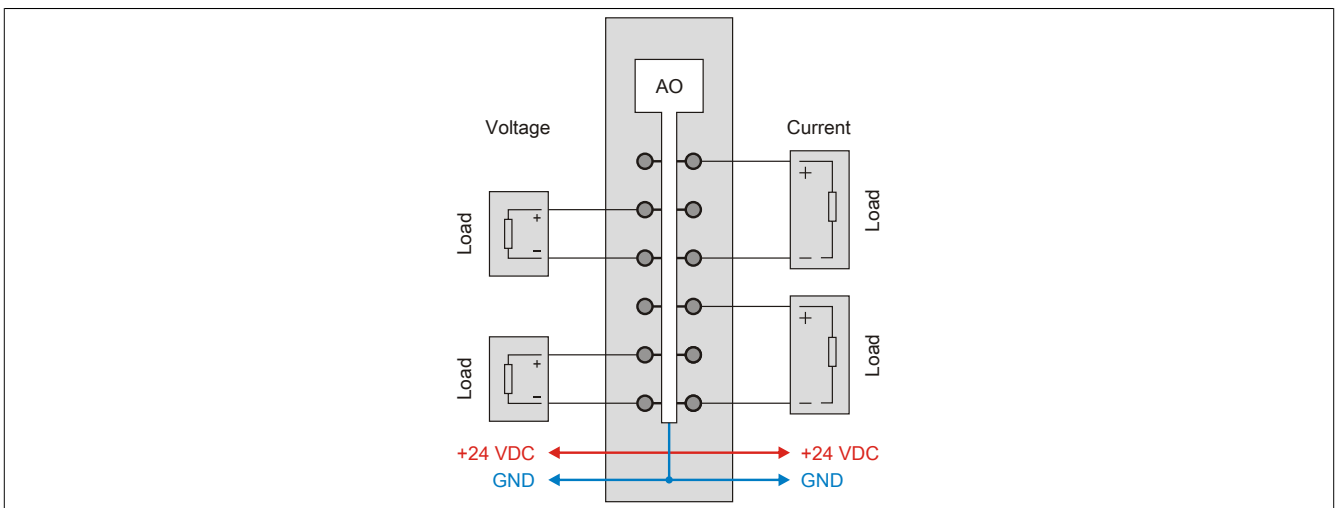 AO
Voltage
Current
+
Load
+
−
Load
−
+
Load
+
−
Load
−
+24 VDC
+24 VDC
GND
GND